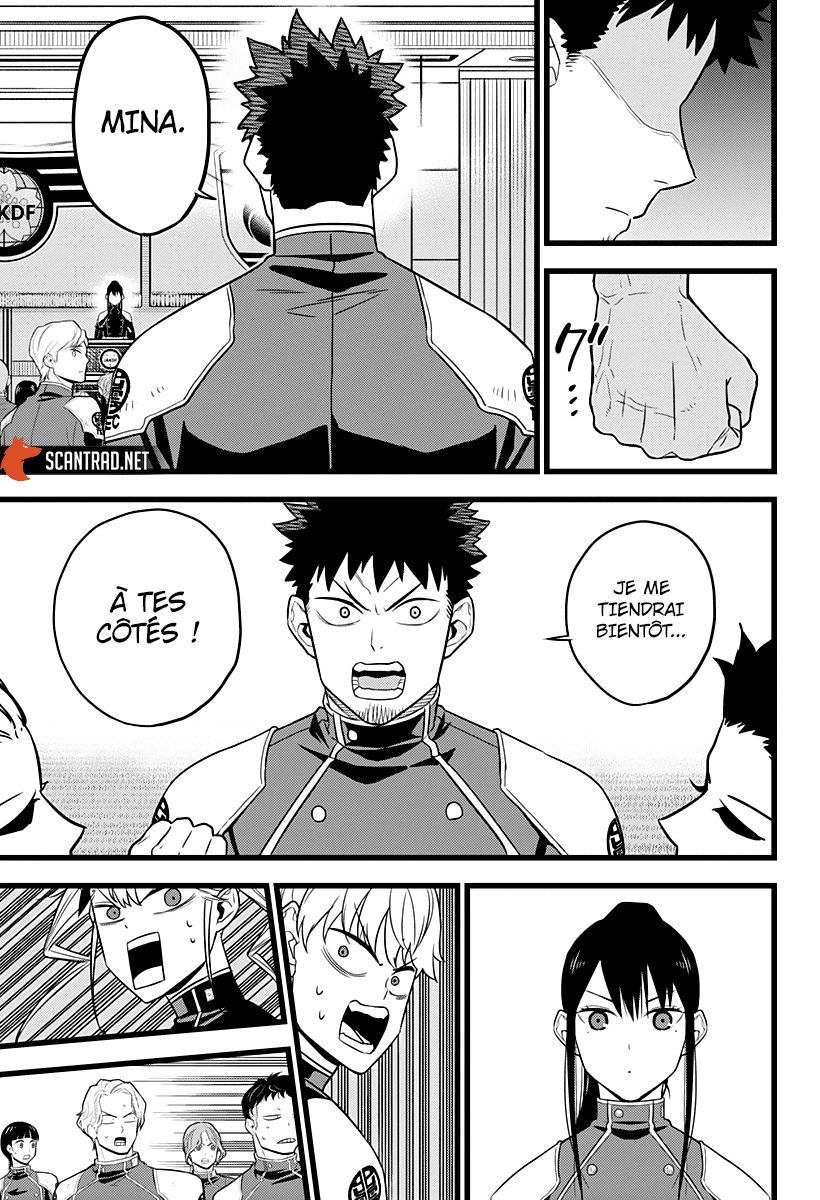 グ"...
MINA.
KDF
SCANTRAD.NET
JE ME
TIENDRAI
BIENTÔT...
À TES
CÔTÉS !